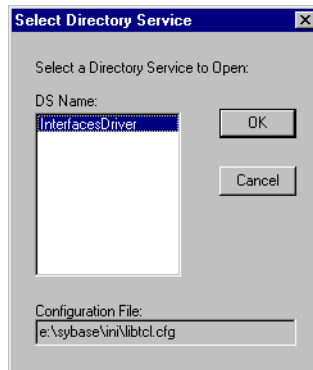 Select Directory Service
Select a Directory Service to Open:
DS Name:
InterfacesDriver
OK
Cancel
Configuration File:
e:\sybase\ini\libtcl.cfg